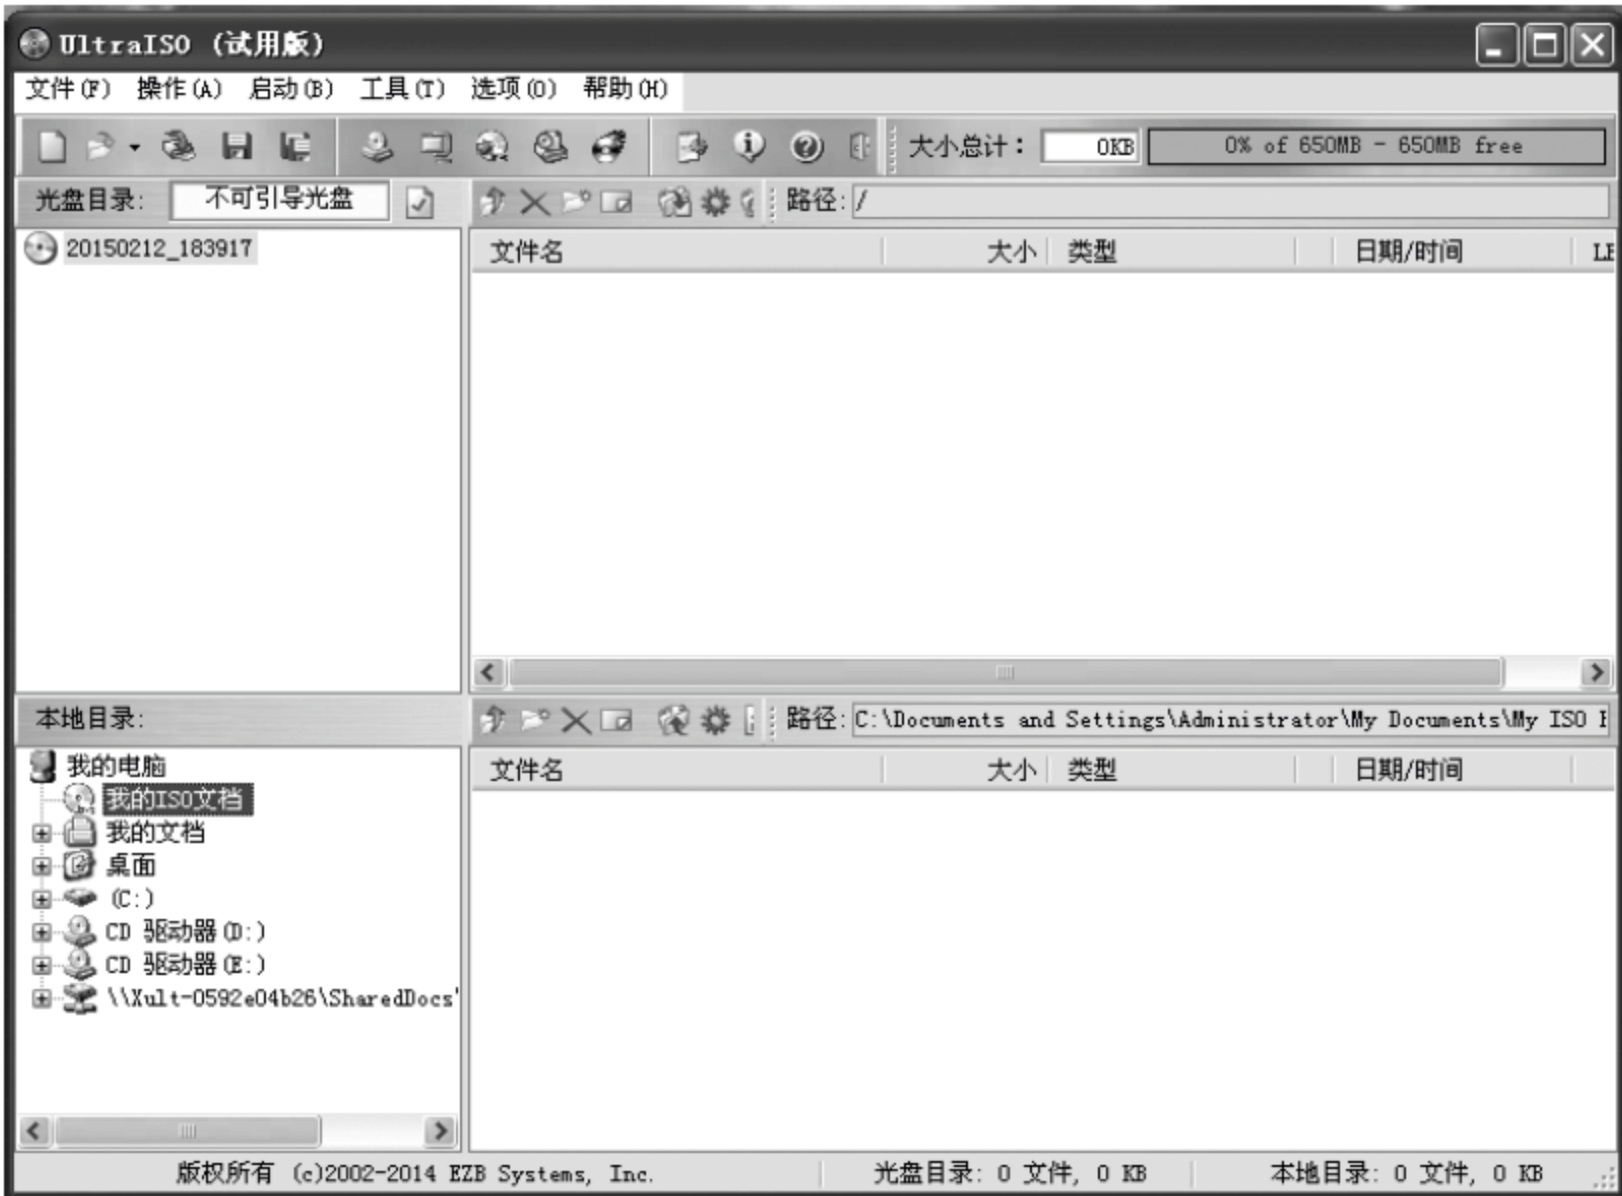 UltraISO (试用版)
文件(F) 操作(A) 启动(B) 工具(T) 选项(O) 帮助(H)
大小总计： 0KB 0% of 650MB - 650MB free
光盘目录: 不可引导光盘 路径: /
20150212_183917
文件名 大小 类型 日期/时间 LB
本地目录: 路径: C:\Documents and Settings\Administrator\My Documents\My ISO
文件名 大小 类型 日期/时间
我的电脑
我的ISO文档
我的文档
桌面
(C:)
CD 驱动器(D:)
CD 驱动器(E:)
\\Xult-0592e04b26\SharedDocs
版权所有 (c)2002-2014 EZB Systems, Inc. 光盘目录: 0 文件, 0 KB 本地目录: 0 文件, 0 KB